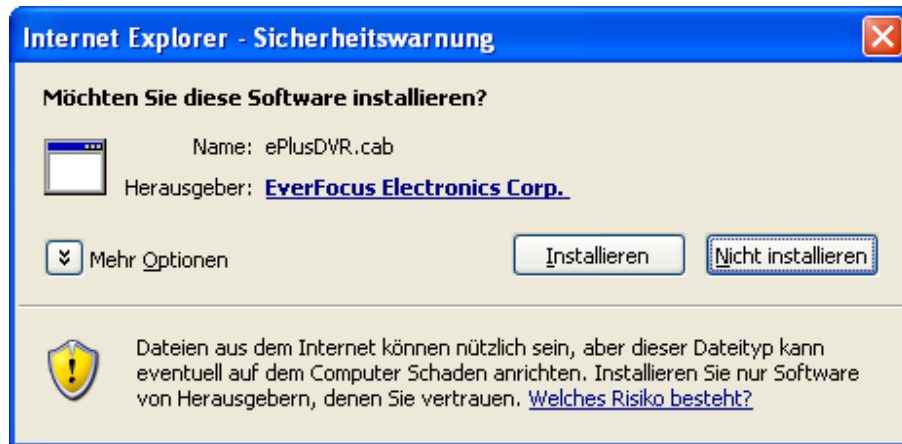 Internet Explorer - Sicherheitswarnung
Möchten Sie diese Software installieren?
Name: ePlusDVR.cab
Herausgeber: EverFocus Electronics Corp.
Mehr Optionen
Installieren
Nicht installieren
Dateien aus dem Internet können nützlich sein, aber dieser Dateityp kann
eventuell auf dem Computer Schaden anrichten. Installieren Sie nur Software
von Herausgebern, denen Sie vertrauen. Welches Risiko besteht?